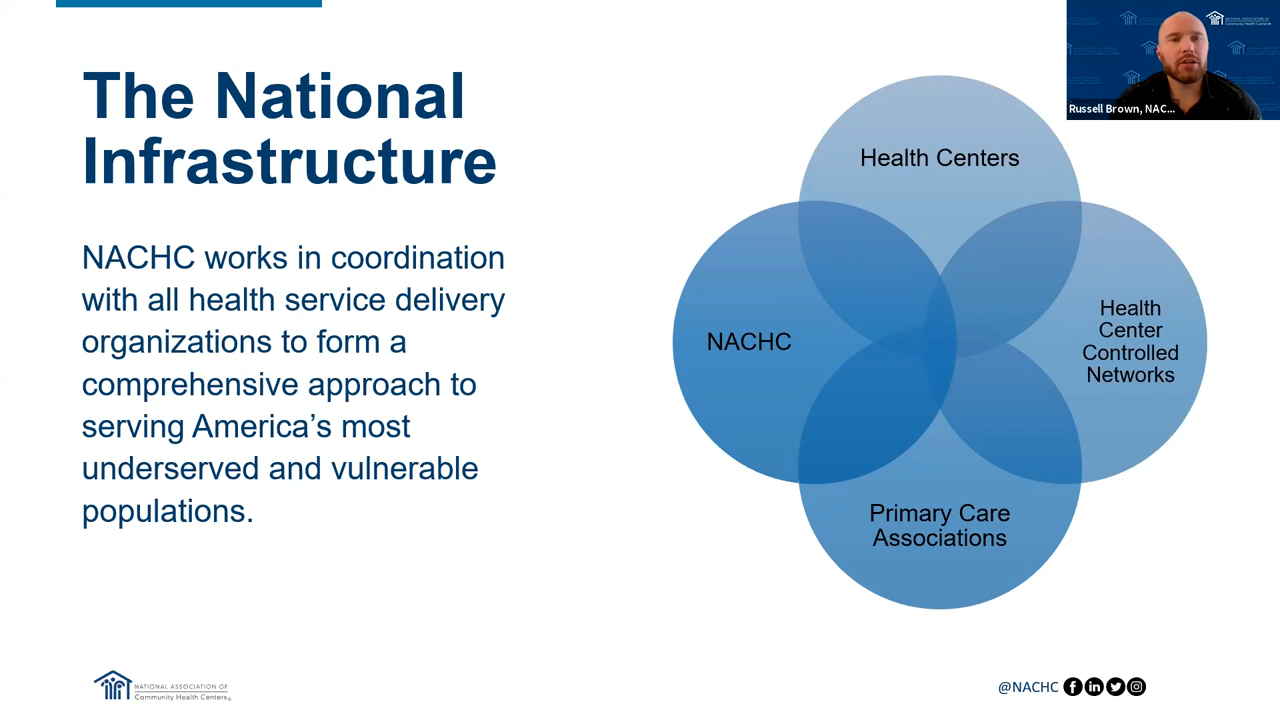 The National
Infrastructure
NACHC works in coordination
with all health service delivery
organizations to form a
comprehensive approach to
serving America’s most
underserved and vulnerable
populations.
Health Centers
NACHC
Health
Center
Controlled
Networks
Primary Care
Associations
Russell Brown, NAC...
NATIONAL ASSOCIATION OF
Community Health Centers®
@NACHC